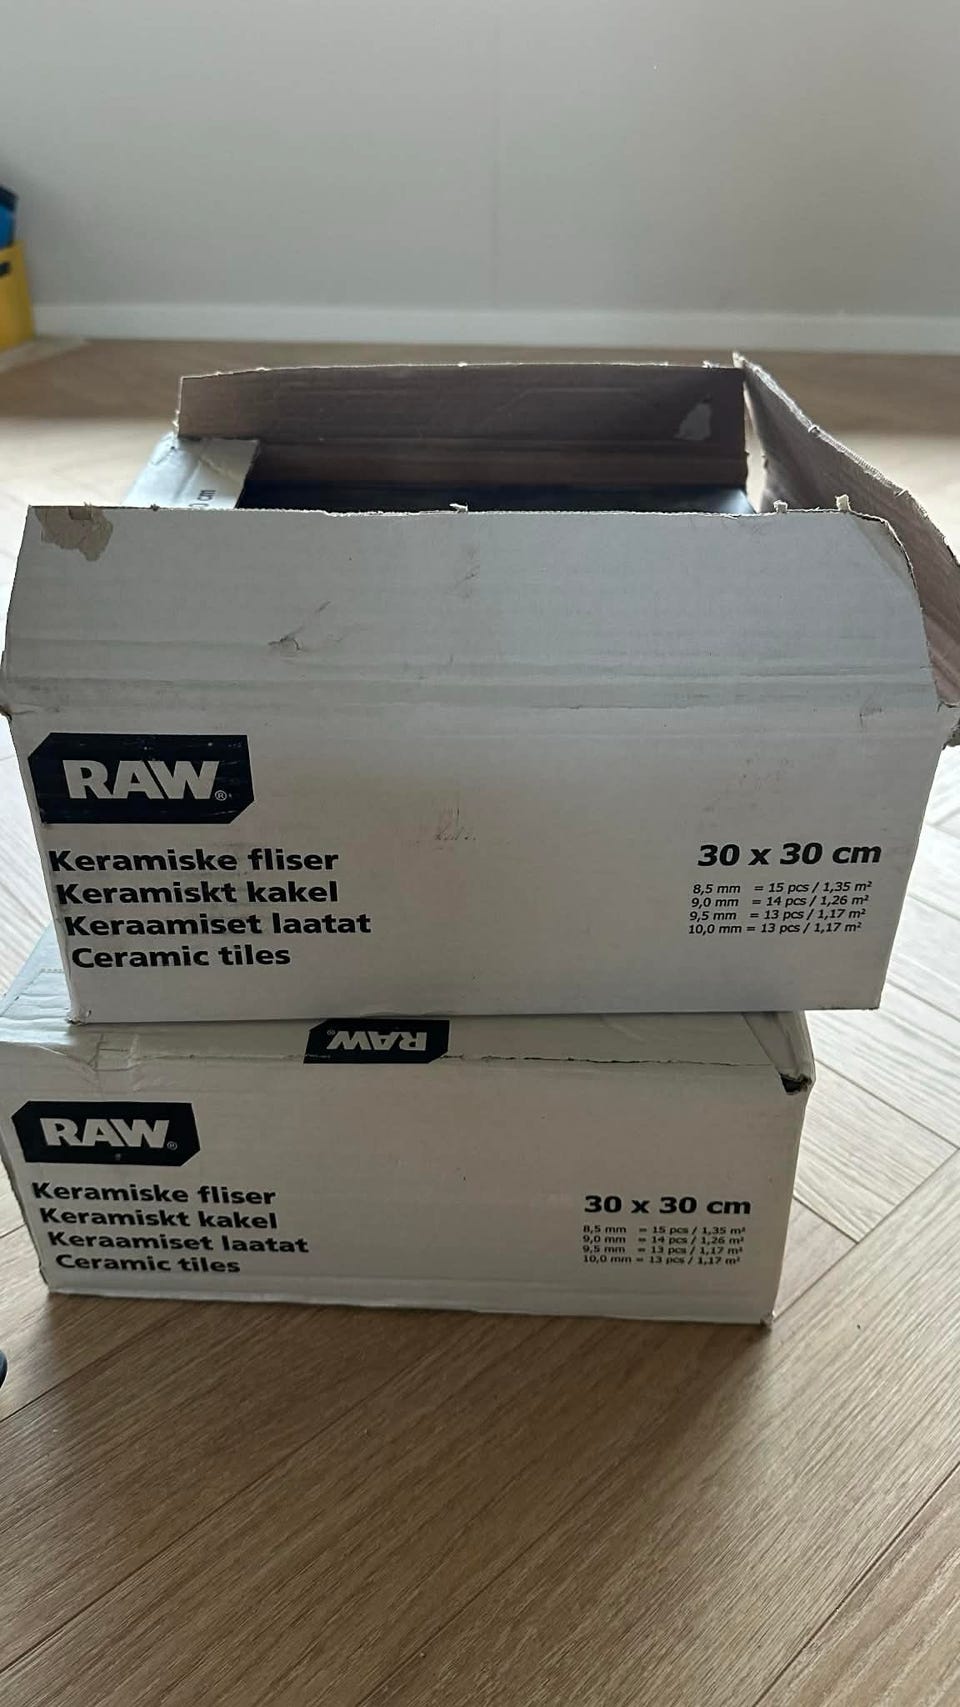 0 cm
RAW®
Keramiske fliser
Keramiskt kakel
Keraamiset laatat
Ceramic tiles
30 x 30 cm
8,5 mm = 15 pcs / 1,35 m²
9,0 mm = 14 pcs / 1,26 m²
9,5 mm = 13 pcs / 1,17 m²
10,0 mm = 13 pcs / 1,17 m²
RAW®
RAW®
Keramiske fliser
Keramiskt kakel
Keraamiset laatat
Ceramic tiles
30 x 30 cm
8,5 mm = 15 pcs / 1,35 m²
9,0 mm = 14 pcs / 1,26 m²
9,5 mm = 13 pcs / 1,17 m²
10,0 mm = 13 pcs / 1,17 m²